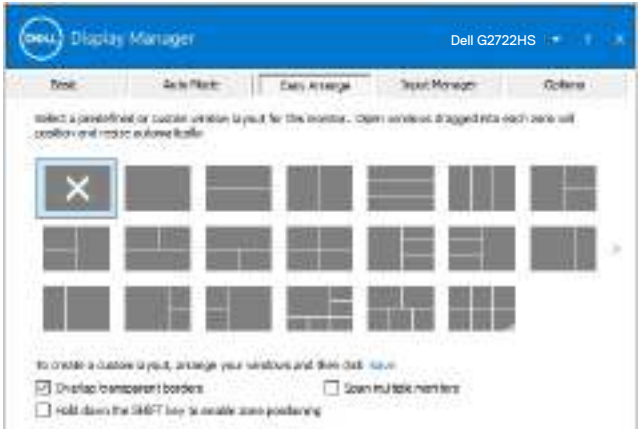 DELL Display Manager
Dell G2722HS
Basic Auto Mode Easy Arrange Input Manager Options
Select a predefined or custom window layout for this monitor. Open windows dragged into each zone will
position and resize automatically
To create a custom layout, arrange your windows and then click Save
Overlap transparent borders
Span multiple monitors
Hold down the SHIFT key to enable zone positioning